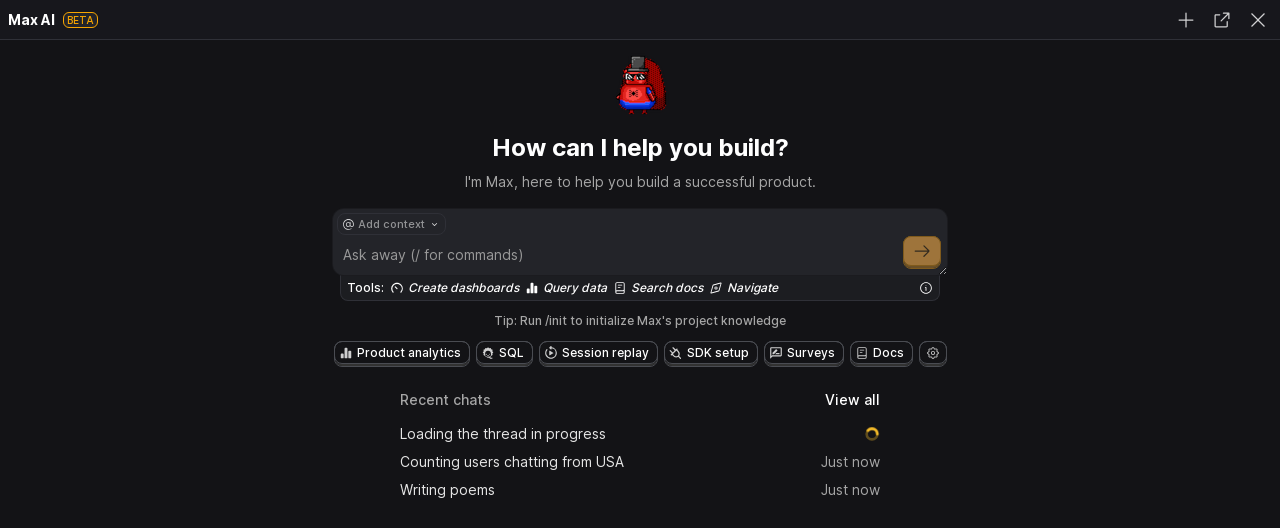 Max AI BETA
How can I help you build?
I'm Max, here to help you build a successful product.
@ Add context
Ask away (/ for commands)
Tools: Create dashboards Query data Search docs Navigate
Tip: Run /init to initialize Max's project knowledge
Product analytics SQL Session replay SDK setup Surveys Docs
Recent chats View all
Loading the thread in progress
Counting users chatting from USA Just now
Writing poems Just now